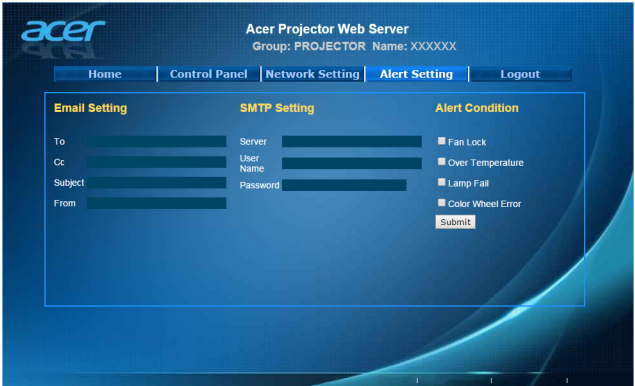 acer
Acer Projector Web Server
Group: PROJECTOR Name: XXXXXX
Home Control Panel Network Setting Alert Setting Logout
Email Setting
To
Cc
Subject
From
SMTP Setting
Server
User
Name
Password
Alert Condition
Fan Lock
Over Temperature
Lamp Fail
Color Wheel Error
Submit